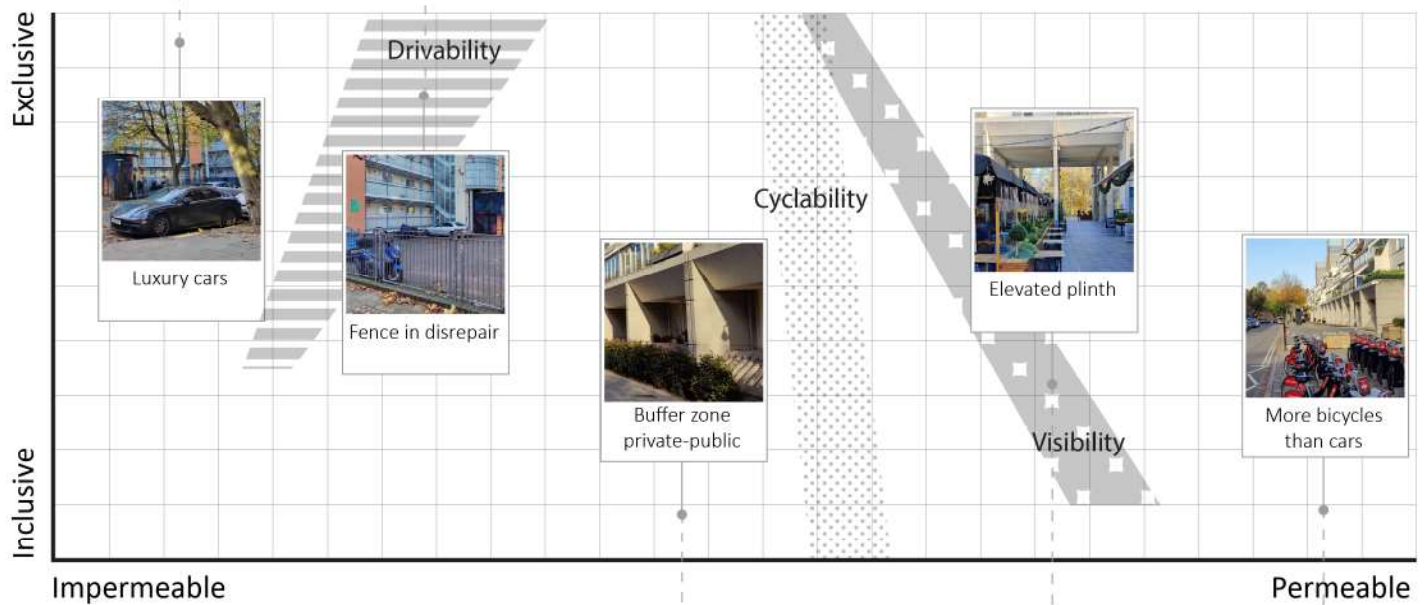 Exclusive
Drivability
Luxury cars
Fence in disrepair
Cyclability
Elevated plinth
Buffer zone
private-public
Visibility
More bicycles
than cars
Inclusive
Impermeable
Permeable